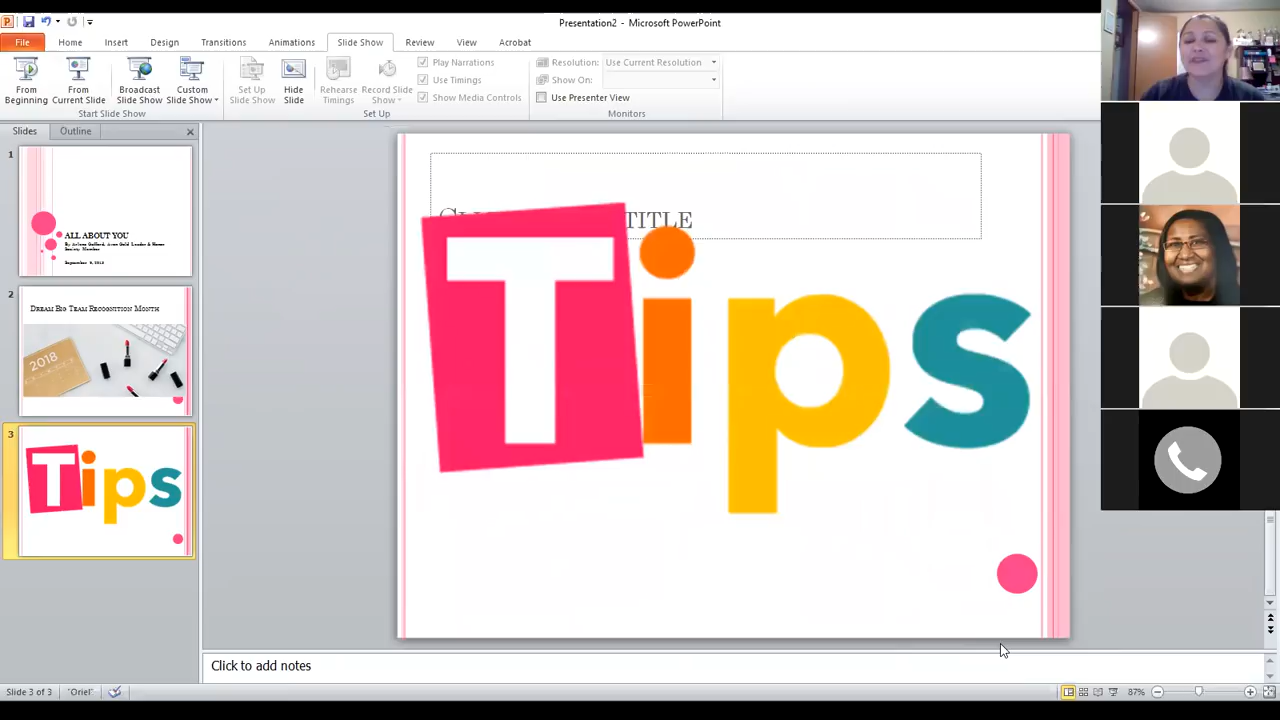 Presentation2 - Microsoft PowerPoint
File Home Insert Design Transitions Animations Slide Show Review View Acrobat
From Beginning
From Current Slide
Broadcast Slide Show
Custom Slide Show
Set Up Slide Show
Hide Slide
Rehearse Timings
Record Slide Show
Play Narrations
Use Timings
Show Media Controls
Resolution: Use Current Resolution
Show On:
Use Presenter View
Start Slide Show
Set Up
Monitors
Slides Outline
1
ALL ABOUT YOU
2
DREAM BIG TEAM RECOGNITION MONTH
2018
3
Tips
TITLE
Tips
Click to add notes
Slide 3 of 3 "Oriel" 87%